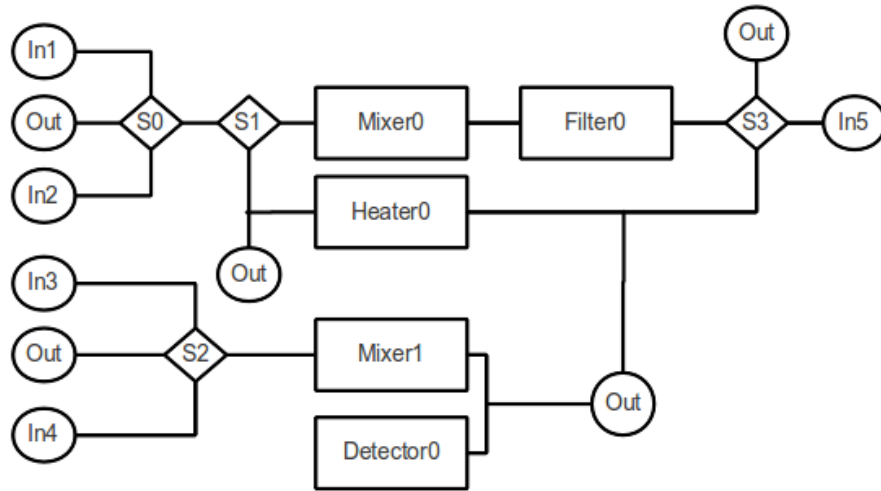 In1
Out
Out
S0
S1
Mixer0
Filter0
S3
In5
In2
Heater0
Out
In3
Out
S2
Mixer1
Out
In4
Detector0